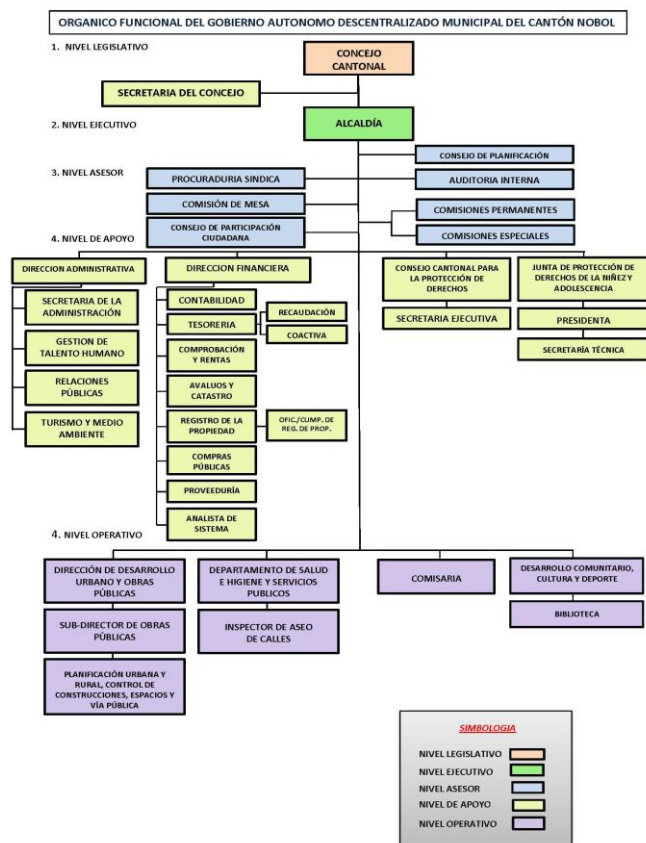 ORGANICO FUNCIONAL DEL GOBIERNO AUTONOMO DESCENTRALIZADO MUNICIPAL DEL CANTÓN NOBOL
1. NIVEL LEGISLATIVO
CONCEJO
CANTONAL
SECRETARIA DEL CONCEJO
2. NIVEL EJECUTIVO
ALCALDÍA
CONSEJO DE PLANIFICACIÓN
3. NIVEL ASESOR
PROCURADURIA SINDICA
AUDITORIA INTERNA
COMISIÓN DE MESA
COMISIONES PERMANENTES
CONSEJO DE PARTICIPACIÓN
CIUDADANA
COMISIONES ESPECIALES
4. NIVEL DE APOYO
DIRECCION ADMINISTRATIVA
SECRETARIA DE LA
ADMINISTRACIÓN
GESTION DE
TALENTO HUMANO
RELACIONES
PÚBLICAS
TURISMO Y MEDIO
AMBIENTE
DIRECCION FINANCIERA
CONTABILIDAD
TESORERIA
RECAUDACIÓN
COACTIVA
COMPROBACIÓN
Y RENTAS
AVALUOS Y
CATASTRO
REGISTRO DE LA
PROPIEDAD
OFIC./CUMP. DE
REG. DE PROP.
COMPRAS
PÚBLICAS
PROVEEDURÍA
ANALISTA DE
SISTEMA
CONSEJO CANTONAL PARA
LA PROTECCIÓN DE
DERECHOS
SECRETARIA EJECUTIVA
JUNTA DE PROTECCIÓN DE
DERECHOS DE LA NIÑEZ Y
ADOLESCENCIA
PRESIDENTA
SECRETARÍA TÉCNICA
4. NIVEL OPERATIVO
DIRECCIÓN DE DESARROLLO
URBANO Y OBRAS
PÚBLICAS
SUB-DIRECTOR DE OBRAS
PÚBLICAS
PLANIFICACIÓN URBANA Y
RURAL, CONTROL DE
CONSTRUCCIONES, ESPACIOS Y
VÍA PÚBLICA
DEPARTAMENTO DE SALUD
E HIGIENE Y SERVICIOS
PUBLICOS
INSPECTOR DE ASEO
DE CALLES
COMISARIA
DESARROLLO COMUNITARIO,
CULTURA Y DEPORTE
BIBLIOTECA
SIMBOLOGIA
NIVEL LEGISLATIVO
NIVEL EJECUTIVO
NIVEL ASESOR
NIVEL DE APOYO
NIVEL OPERATIVO